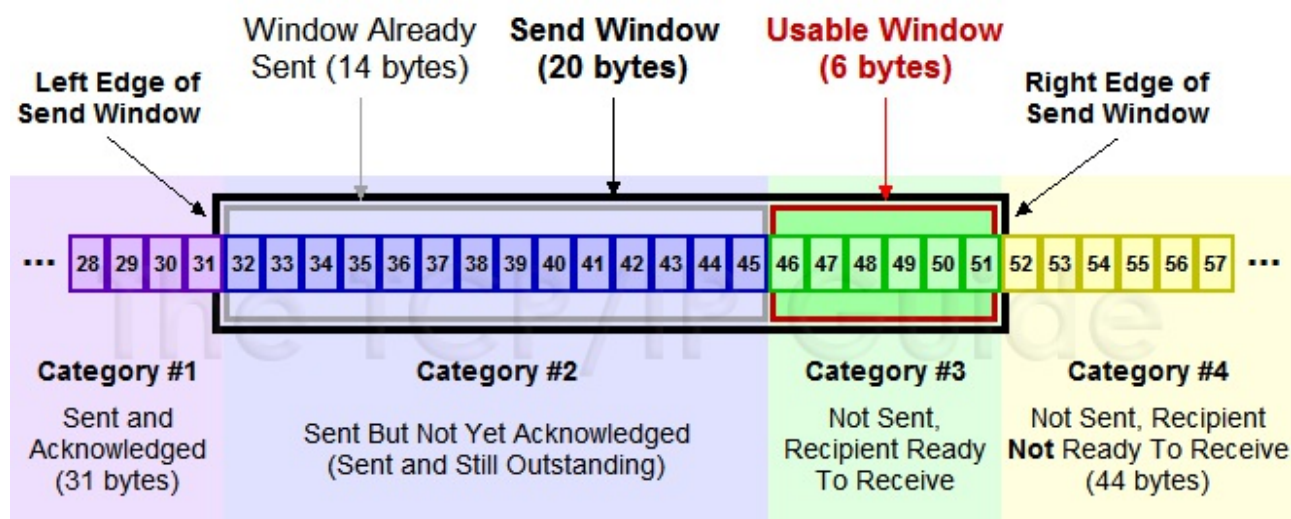 Window Already
Sent (14 bytes)
Send Window
(20 bytes)
Usable Window
(6 bytes)
Left Edge of
Send Window
Right Edge of
Send Window
... 28 29 30 31 32 33 34 35 36 37 38 39 40 41 42 43 44 45 46 47 48 49 50 51 52 53 54 55 56 57 ...
The TCP/IP Guide
Category #1
Sent and
Acknowledged
(31 bytes)
Category #2
Sent But Not Yet Acknowledged
(Sent and Still Outstanding)
Category #3
Not Sent,
Recipient Ready
To Receive
Category #4
Not Sent, Recipient
Not Ready To Receive
(44 bytes)